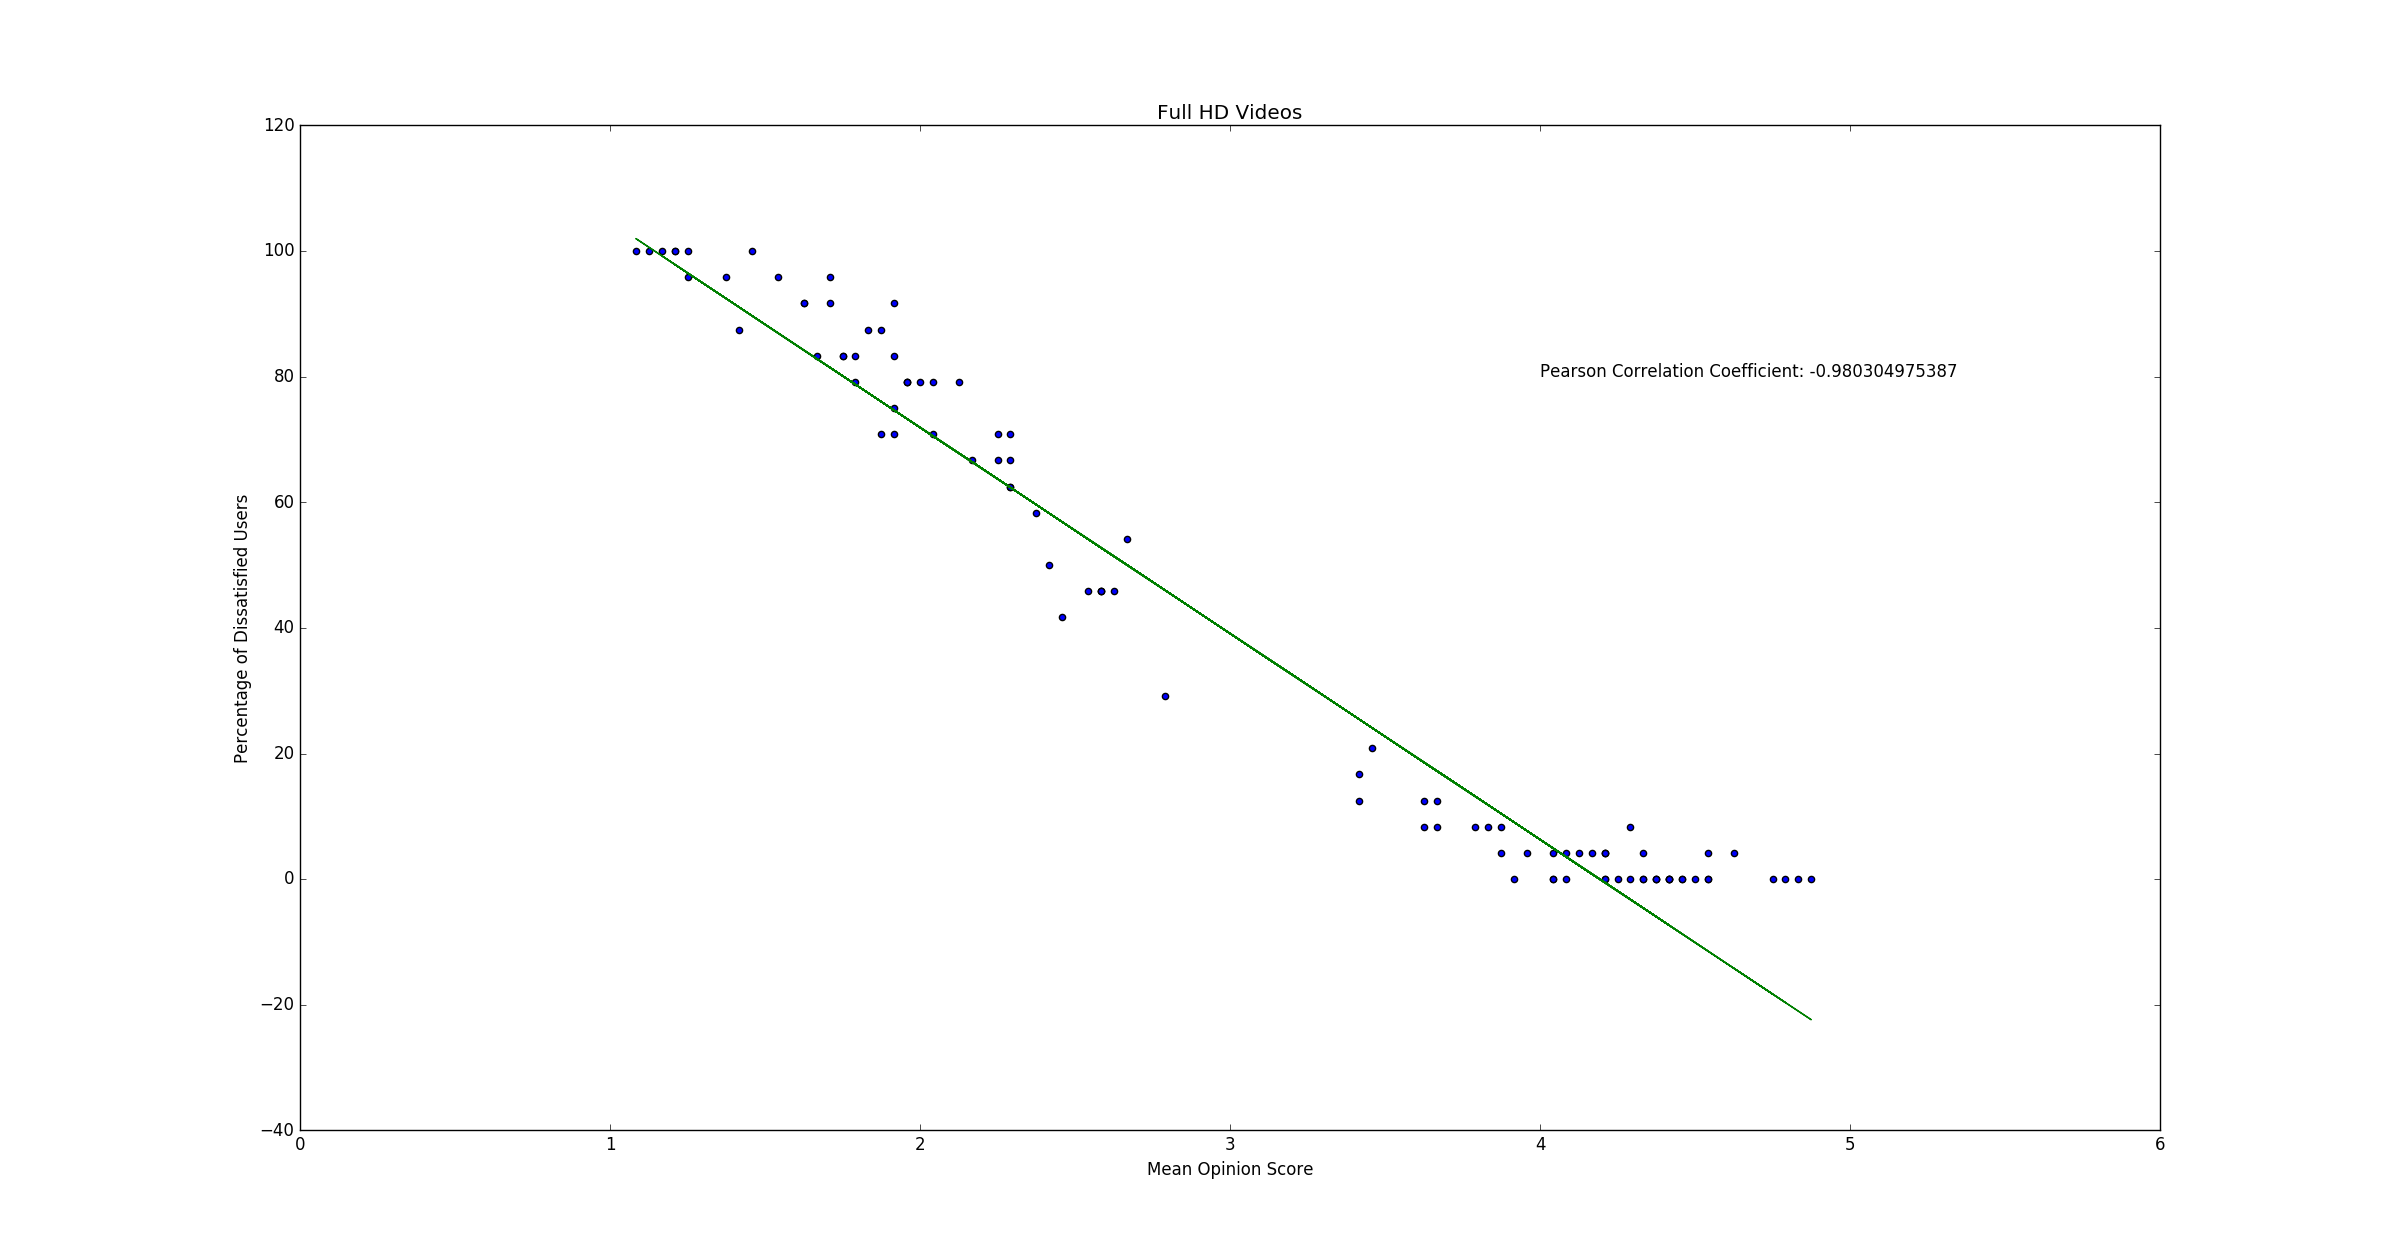 Full HD Videos
120
100
80
60
40
20
0
−20
−40
Percentage of Dissatisfied Users
Pearson Correlation Coefficient: -0.980304975387
0 1 2 3 4 5 6
Mean Opinion Score